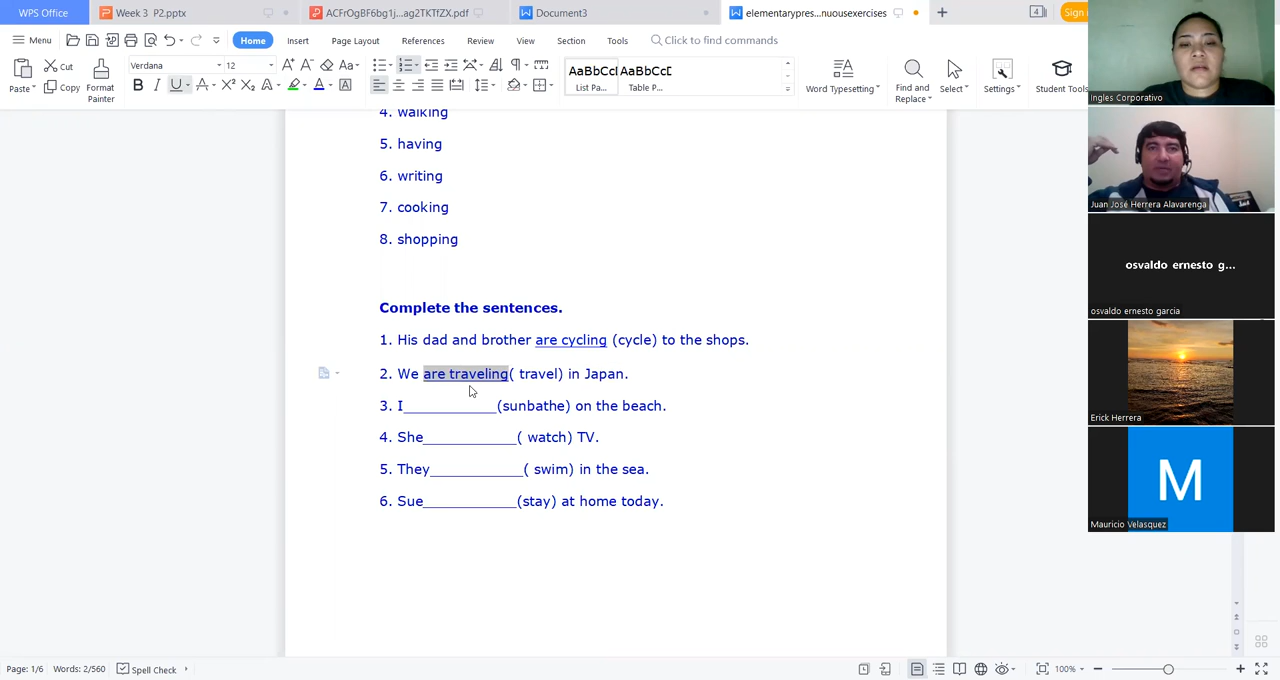 WPS Office
Week 3 P2.pptx
ACFrOgBF6bg1j...ag2TKTfZX.pdf
Document3
elementarypres...nuousexercises
4
Sign i
Menu
Home
Insert
Page Layout
References
Review
View
Section
Tools
Click to find commands
Paste
Cut
Copy
Format Painter
Verdana
12
AaBbCcI
List Pa...
AaBbCcD
Table P...
Word Typesetting
Find and Replace
Select
Settings
Student Tools
4. walking
5. having
6. writing
7. cooking
8. shopping
Complete the sentences.
1. His dad and brother are cycling (cycle) to the shops.
2. We are traveling( travel) in Japan.
3. I___________(sunbathe) on the beach.
4. She___________( watch) TV.
5. They___________( swim) in the sea.
6. Sue___________(stay) at home today.
Ingles Corporativo
Juan José Herrera Alavarenga
osvaldo ernesto g...
osvaldo ernesto garcia
Erick Herrera
M
Mauricio Velasquez
Page: 1/6
Words: 2/560
Spell Check
100%